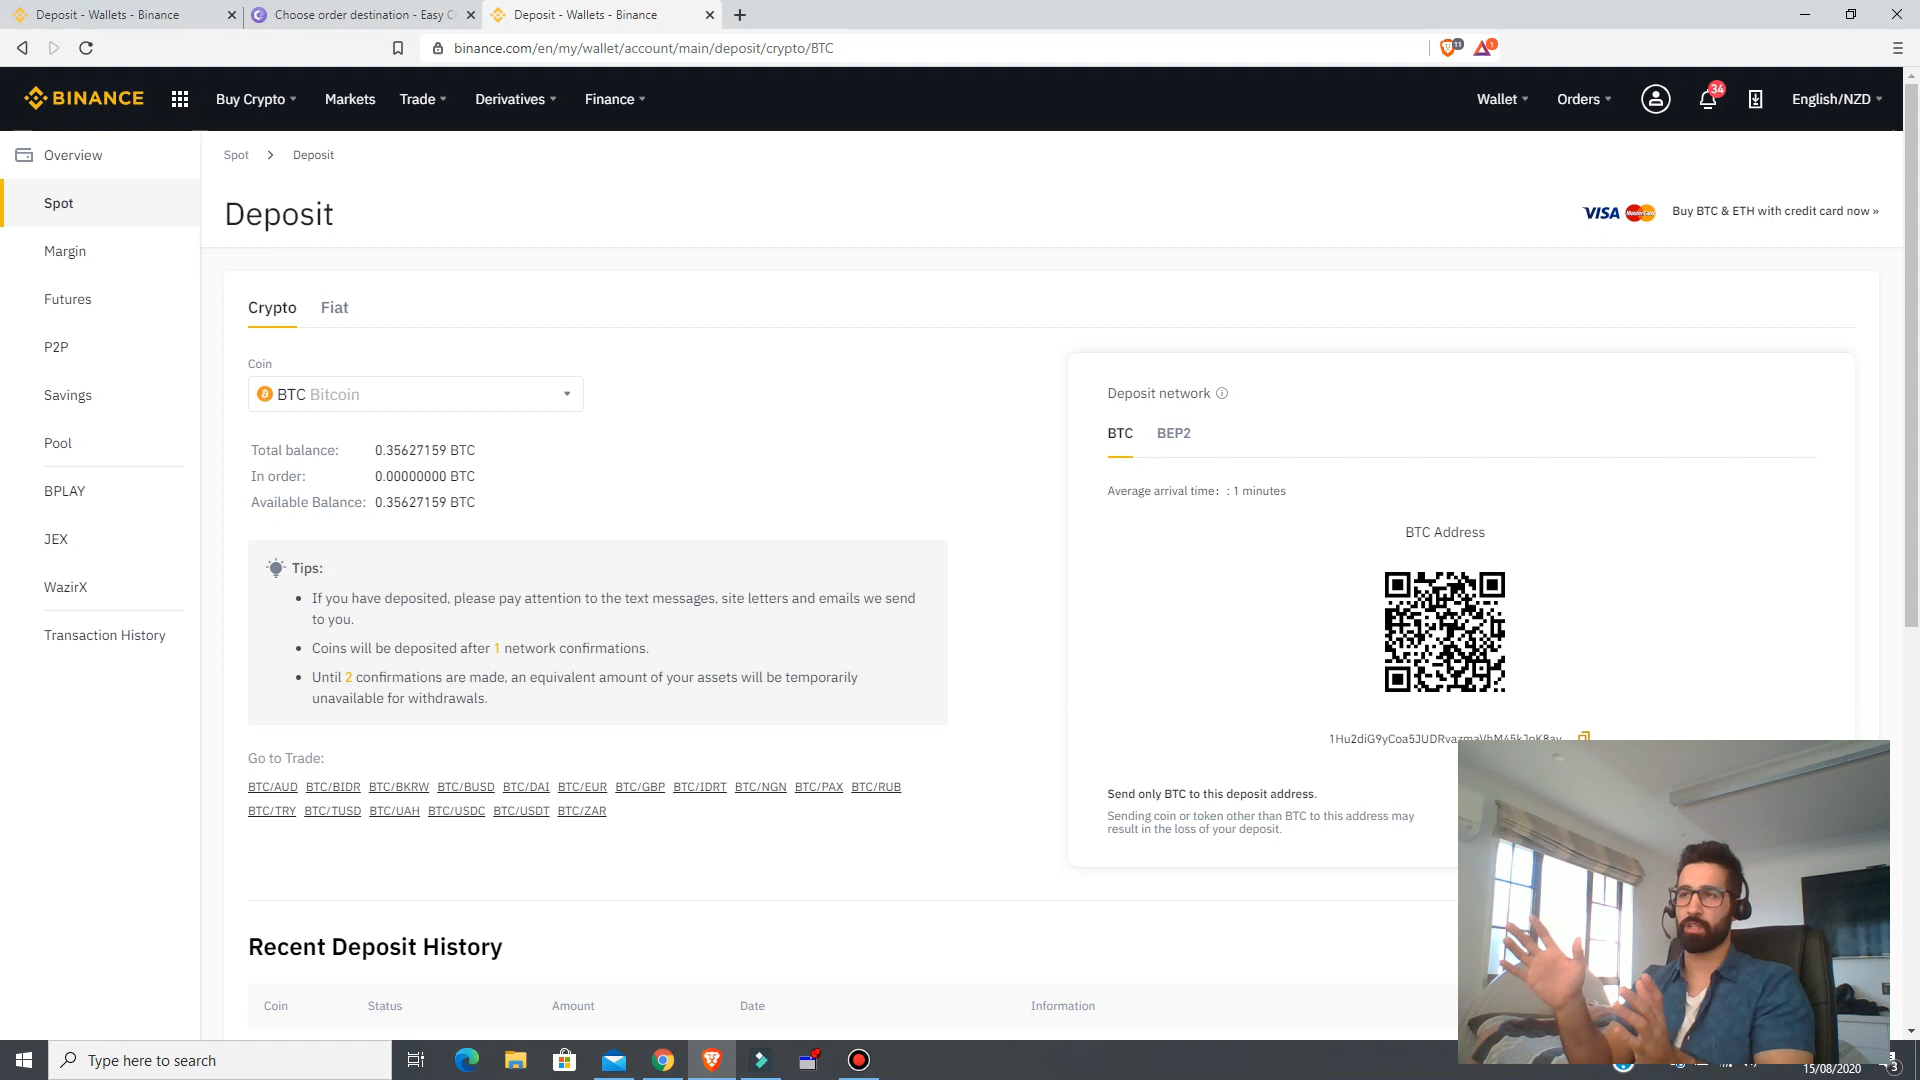 Deposit - Wallets - Binance
Choose order destination - Easy C
Deposit - Wallets - Binance
binance.com/en/my/wallet/account/main/deposit/crypto/BTC
11
1
BINANCE
Buy Crypto
Markets
Trade
Derivatives
Finance
Wallet
Orders
34
English/NZD
Overview
Spot
Margin
Futures
P2P
Savings
Pool
BPLAY
JEX
WazirX
Transaction History
Spot > Deposit
Deposit
VISA MasterCard Buy BTC & ETH with credit card now »
Crypto Fiat
Coin
BTC Bitcoin
Total balance: 0.35627159 BTC
In order: 0.00000000 BTC
Available Balance: 0.35627159 BTC
Tips:
If you have deposited, please pay attention to the text messages, site letters and emails we send
to you.
Coins will be deposited after 1 network confirmations.
Until 2 confirmations are made, an equivalent amount of your assets will be temporarily
unavailable for withdrawals.
Go to Trade:
BTC/AUD BTC/BIDR BTC/BKRW BTC/BUSD BTC/DAI BTC/EUR BTC/GBP BTC/IDRT BTC/NGN BTC/PAX BTC/RUB
BTC/TRY BTC/TUSD BTC/UAH BTC/USDC BTC/USDT BTC/ZAR
Deposit network
BTC BEP2
Average arrival time: : 1 minutes
BTC Address
Send only BTC to this deposit address.
Sending coin or token other than BTC to this address may
result in the loss of your deposit.
Recent Deposit History
Coin Status Amount Date Information
Type here to search
15/08/2020
3